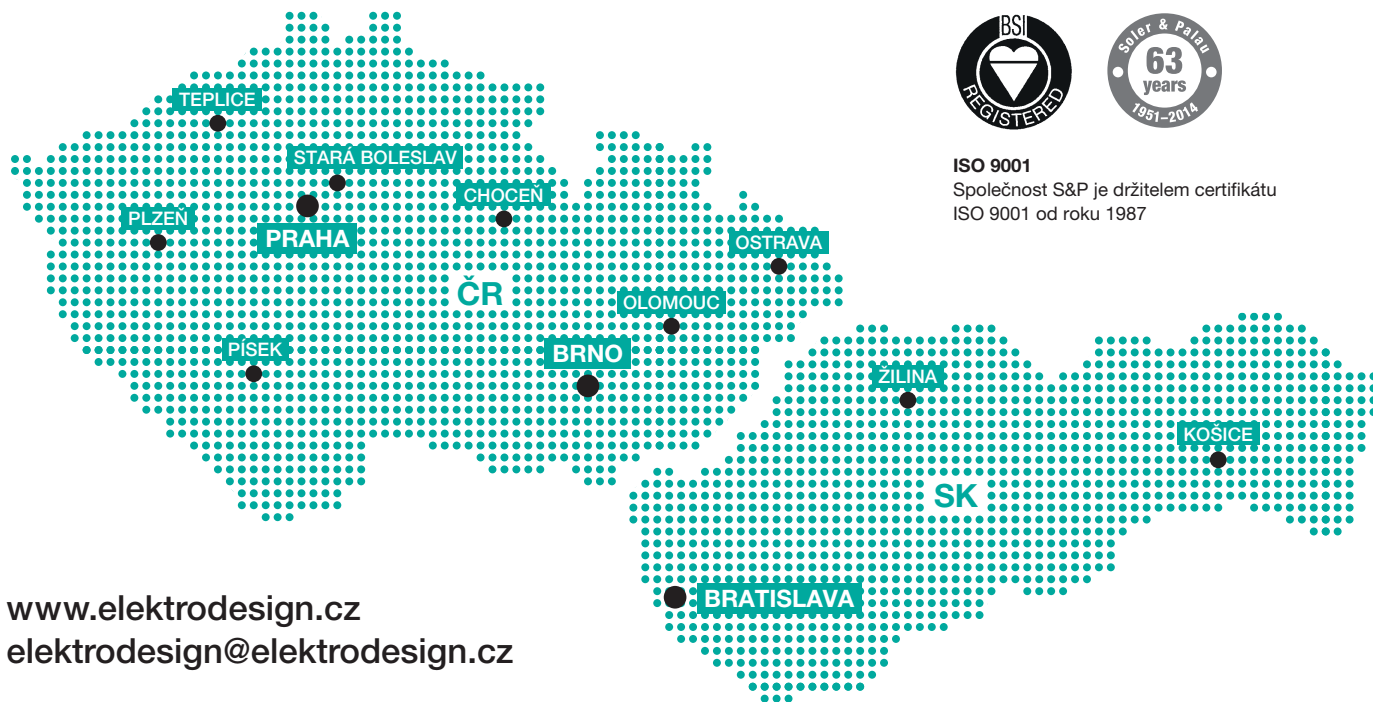 BSI
REGISTERED
Soler & Palau
63
years
1951–2014
ISO 9001
Společnost S&P je držitelem certifikátu
ISO 9001 od roku 1987
TEPLICE
STARÁ BOLESLAV
CHOCEŇ
PLZEŇ
PRAHA
OSTRAVA
ČR
OLOMOUC
PÍSEK
BRNO
ŽILINA
KOŠICE
SK
BRATISLAVA
www.elektrodesign.cz
elektrodesign@elektrodesign.cz